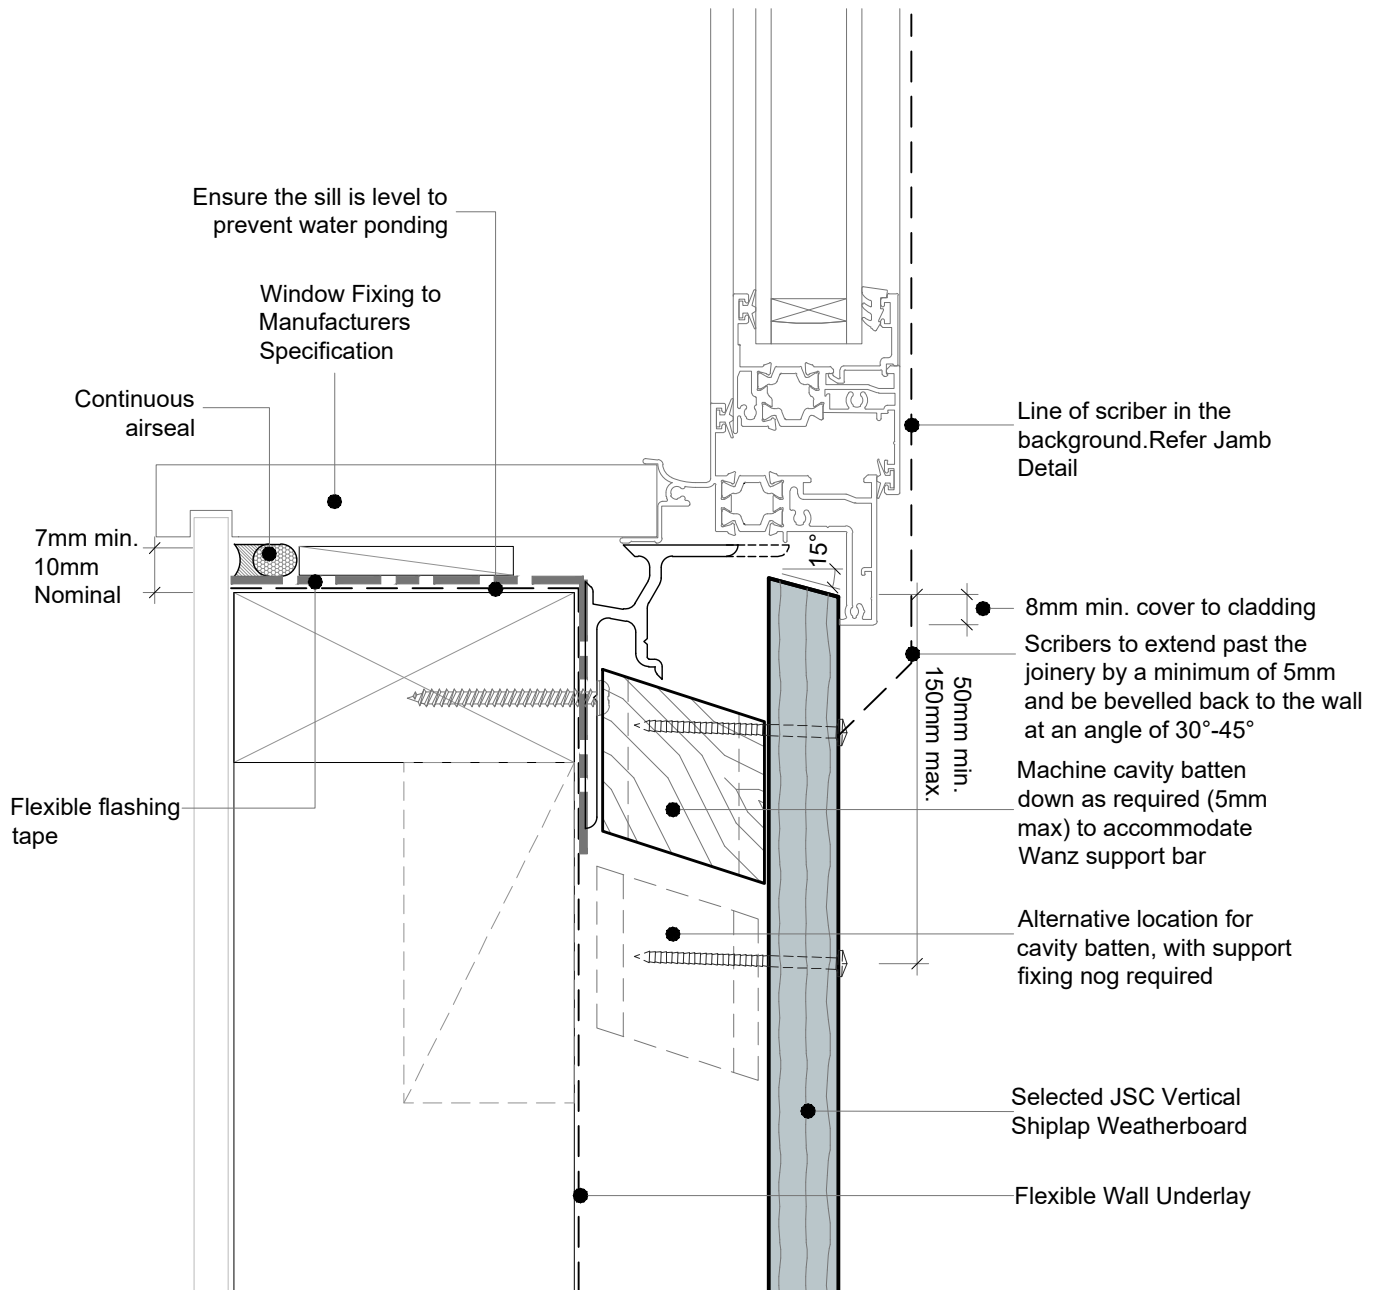 Ensure the sill is level to
prevent water ponding
Window Fixing to
Manufacturers
Specification
Continuous
airseal
7mm min.
10mm
Nominal
Flexible flashing
tape
15°
Line of scriber in the
background.Refer Jamb
Detail
8mm min. cover to cladding
Scribers to extend past the
joinery by a minimum of 5mm
and be bevelled back to the wall
at an angle of 30°-45°
50mm min.
150mm max.
Machine cavity batten
down as required (5mm
max) to accommodate
Wanz support bar
Alternative location for
cavity batten, with support
fixing nog required
Selected JSC Vertical
Shiplap Weatherboard
Flexible Wall Underlay